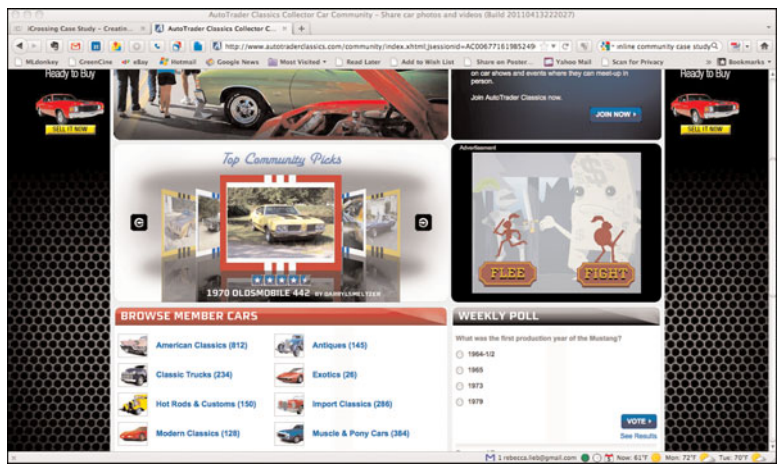 AutoTrader Classics Collector Car Community – Share car photos and videos (Build 20110413222027)
iCrossing Case Study – Creatin...
AutoTrader Classics Collector C...
http://www.autotraderclassics.com/community/index.xhtml;jsessionid=AC00677161985249
inline community case study
MLdonkey
GreenCine
eBay
Hotmail
Google News
Most Visited
Read Later
Add to Wish List
Share on Poster...
Yahoo Mail
Scan for Privacy
Bookmarks
Ready to Buy
SELL IT NOW
on car shows and events where they can meet-up in
person.
Join AutoTrader Classics now.
JOIN NOW
Ready to Buy
SELL IT NOW
Top Community Picks
1970 OLDSMOBILE 442 BY DARRYLSMELTZER
Advertisement
FLEE
FIGHT
BROWSE MEMBER CARS
American Classics (812)
Antiques (145)
Classic Trucks (234)
Exotics (26)
Hot Rods & Customs (150)
Import Classics (286)
Modern Classics (128)
Muscle & Pony Cars (364)
WEEKLY POLL
What was the first production year of the Mustang?
1964-1/2
1965
1973
1979
VOTE
See Results
1 rebecca.lieb@gmail.com
Now: 61°F
Mon: 72°F
Tue: 70°F